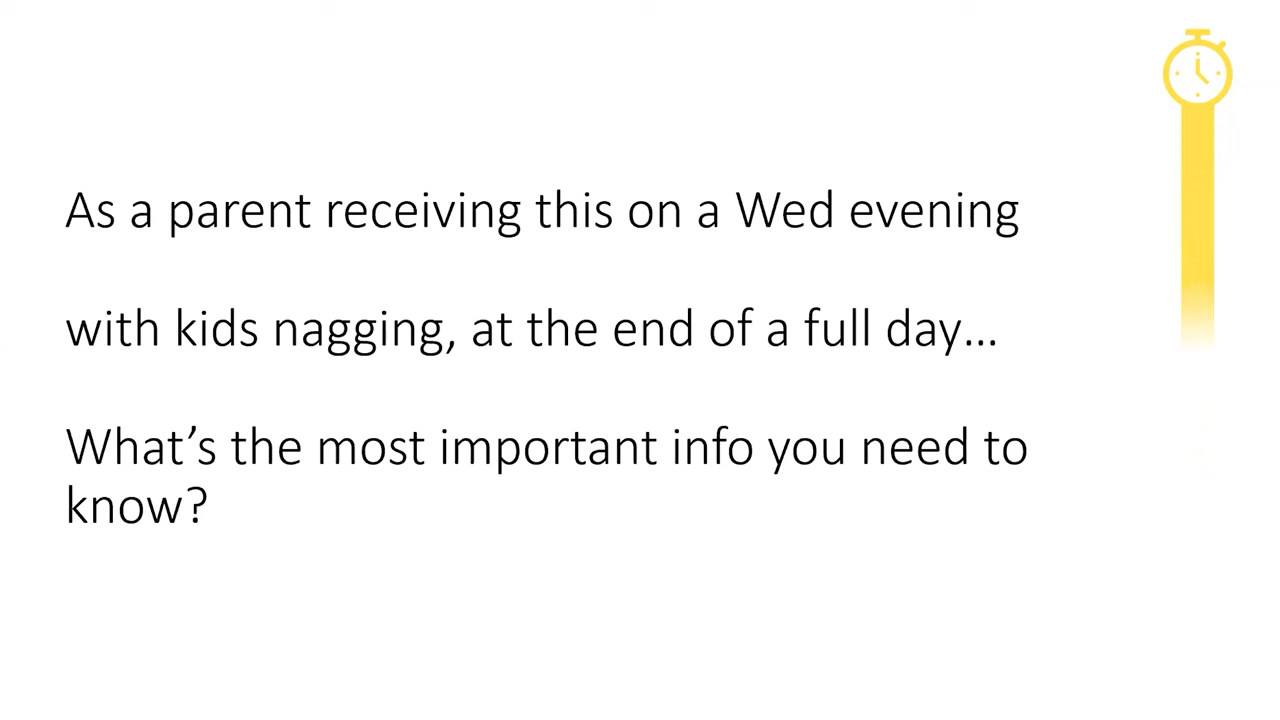 As a parent receiving this on a Wed evening
with kids nagging, at the end of a full day…
What’s the most important info you need to
know?